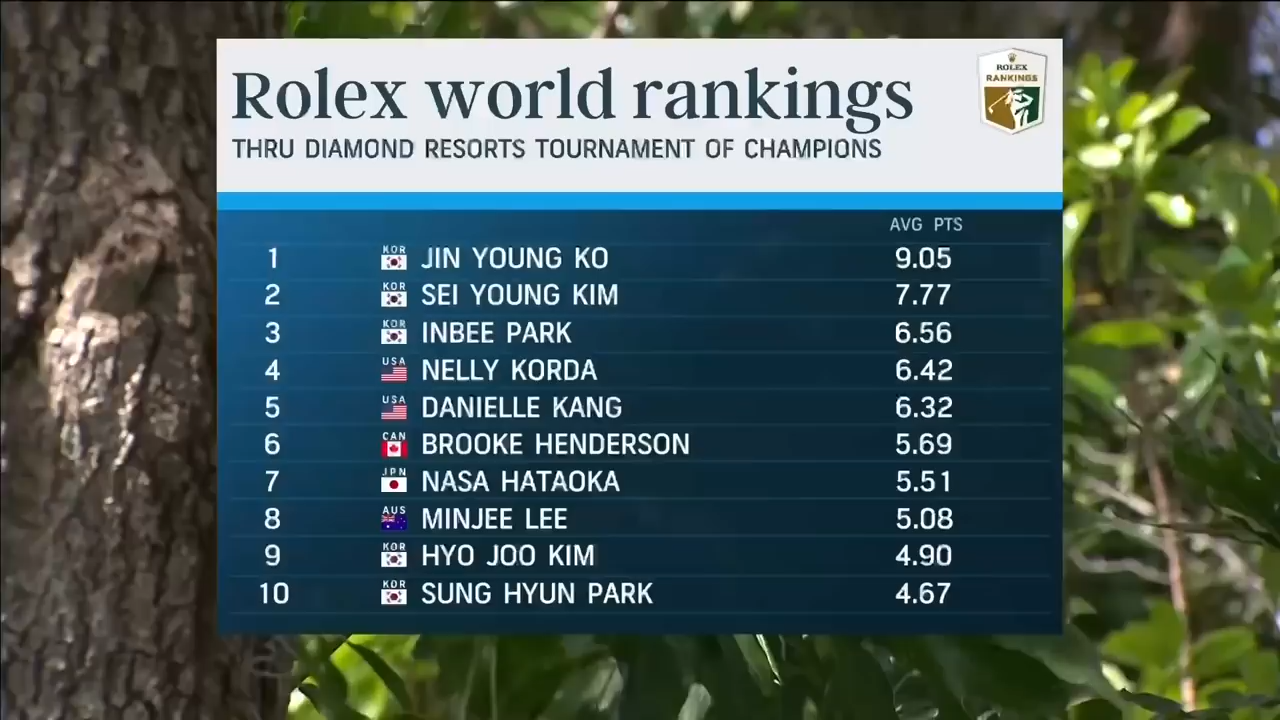 Rolex world rankings
THRU DIAMOND RESORTS TOURNAMENT OF CHAMPIONS
ROLEX
RANKINGS
AVG PTS
1 KOR JIN YOUNG KO 9.05
2 KOR SEI YOUNG KIM 7.77
3 KOR INBEE PARK 6.56
4 USA NELLY KORDA 6.42
5 USA DANIELLE KANG 6.32
6 CAN BROOKE HENDERSON 5.69
7 JPN NASA HATAOKA 5.51
8 AUS MINJEE LEE 5.08
9 KOR HYO JOO KIM 4.90
10 KOR SUNG HYUN PARK 4.67